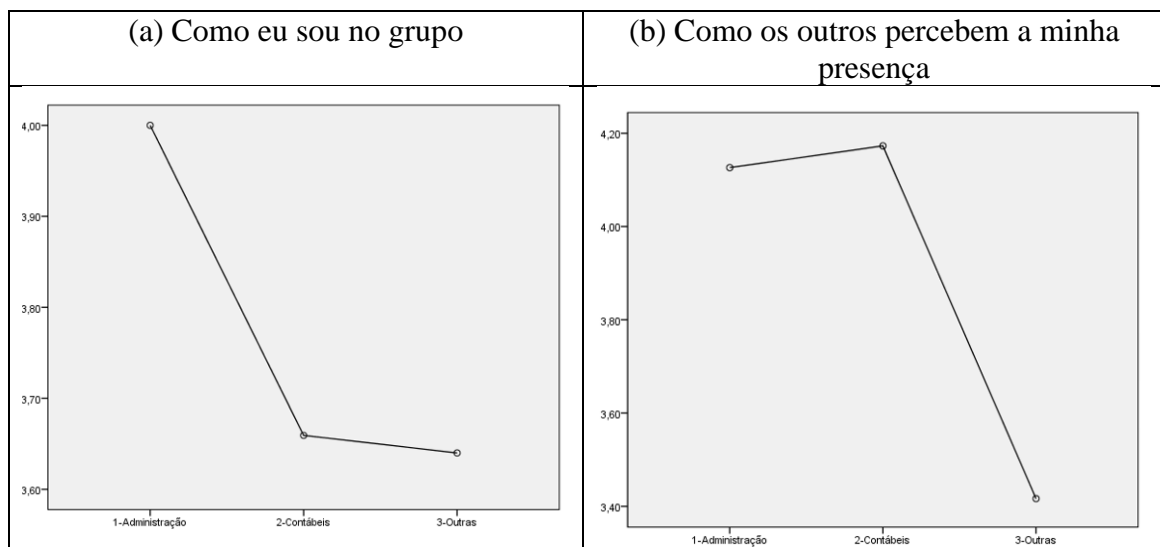 (a) Como eu sou no grupo
(b) Como os outros percebem a minha
presença
4,00
3,90
3,80
3,70
3,60
1-Administração
2-Contábeis
3-Outras
4,20
4,00
3,80
3,60
3,40
1-Administração
2-Contábeis
3-Outras